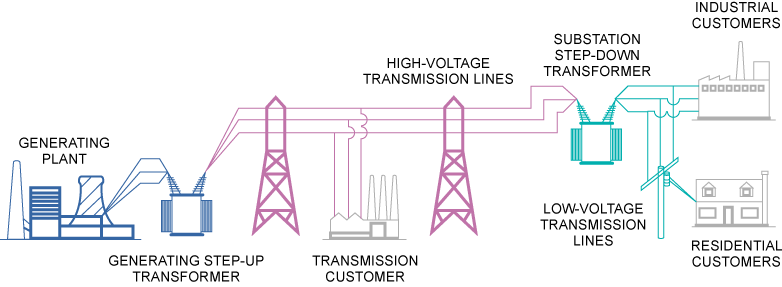 INDUSTRIAL
CUSTOMERS
SUBSTATION
STEP-DOWN
TRANSFORMER
HIGH-VOLTAGE
TRANSMISSION LINES
GENERATING
PLANT
LOW-VOLTAGE
TRANSMISSION
LINES
GENERATING STEP-UP
TRANSFORMER
TRANSMISSION
CUSTOMER
RESIDENTIAL
CUSTOMERS